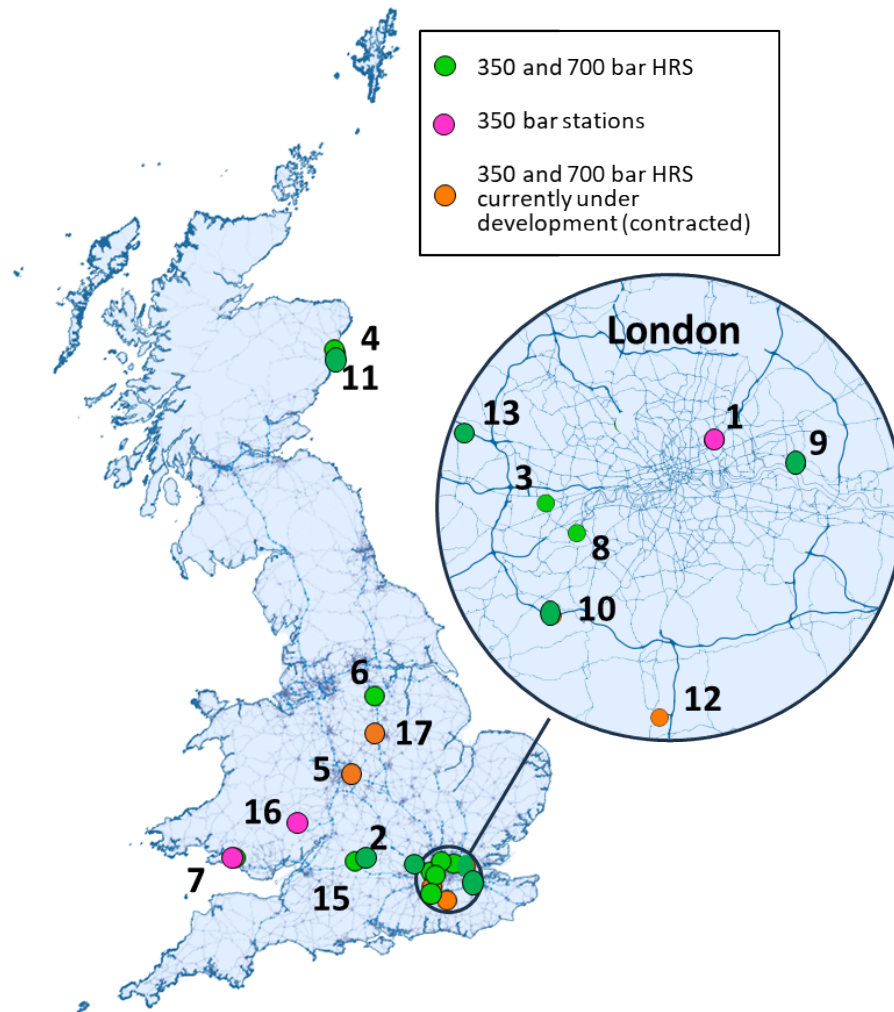 350 and 700 bar HRS
350 bar stations
350 and 700 bar HRS
currently under
development (contracted)
London
4
11
13
1
9
3
8
10
12
6
17
5
16
2
7
15